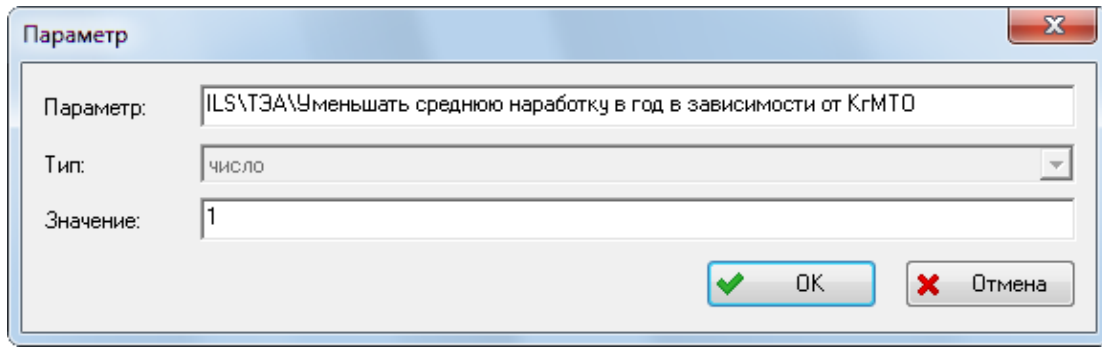 Параметр
Параметр: ILS\ТЭА\Уменьшать среднюю наработку в год в зависимости от КгМТО
Тип: число
Значение: 1
OK Отмена